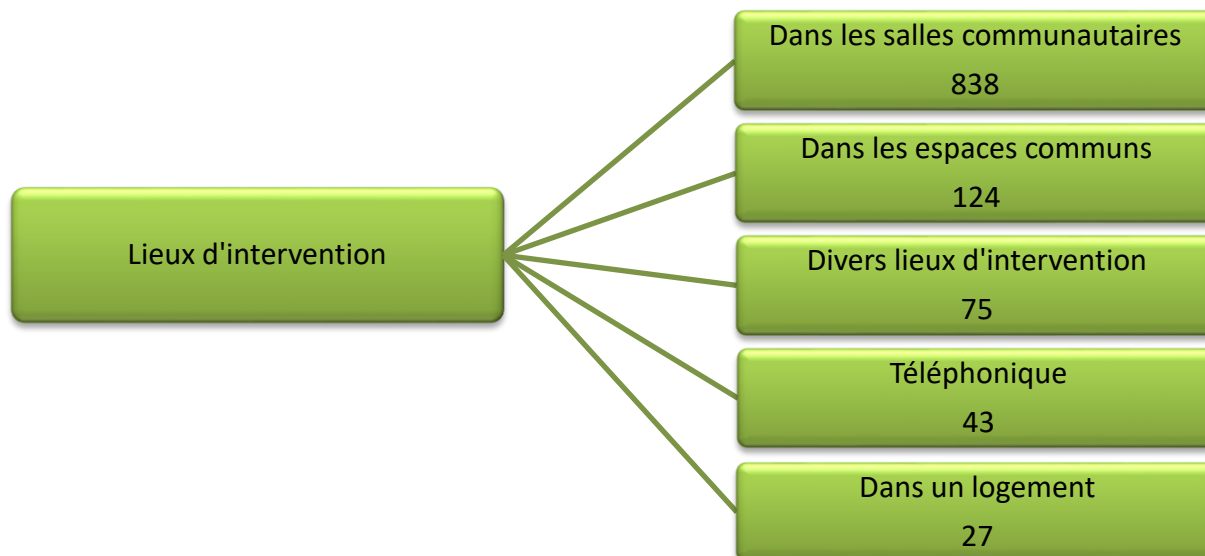 Lieux d'intervention
Dans les salles communautaires
838
Dans les espaces communs
124
Divers lieux d'intervention
75
Téléphonique
43
Dans un logement
27